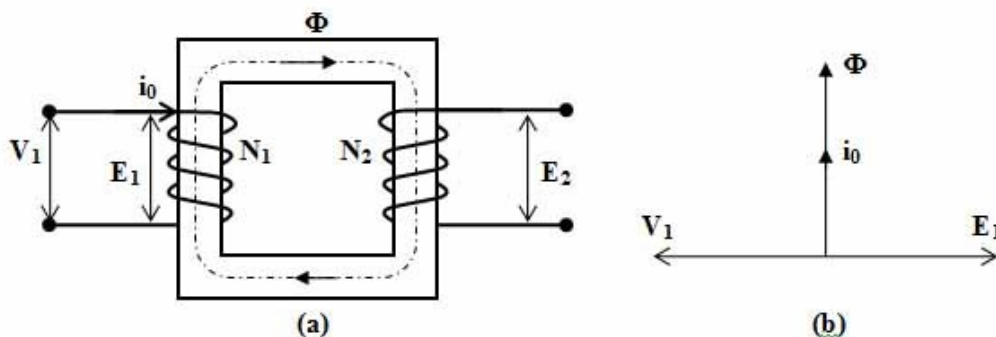 Φ
i₀
V₁
E₁
N₁
N₂
E₂
(a)
Φ
i₀
V₁
E₁
(b)